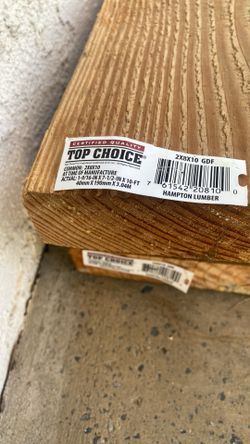 CERTIFIED QUALITY
TOP CHOICE®
COMMON: 2X8X10
AT TIME OF MANUFACTURE
ACTUAL: 1-9/16-IN X 7-1/2-IN X 10-FT
40mm X 190mm X 3.04M
2X8X10 GDF
7 61542 20810 0
HAMPTON LUMBER
TOP CHOICE